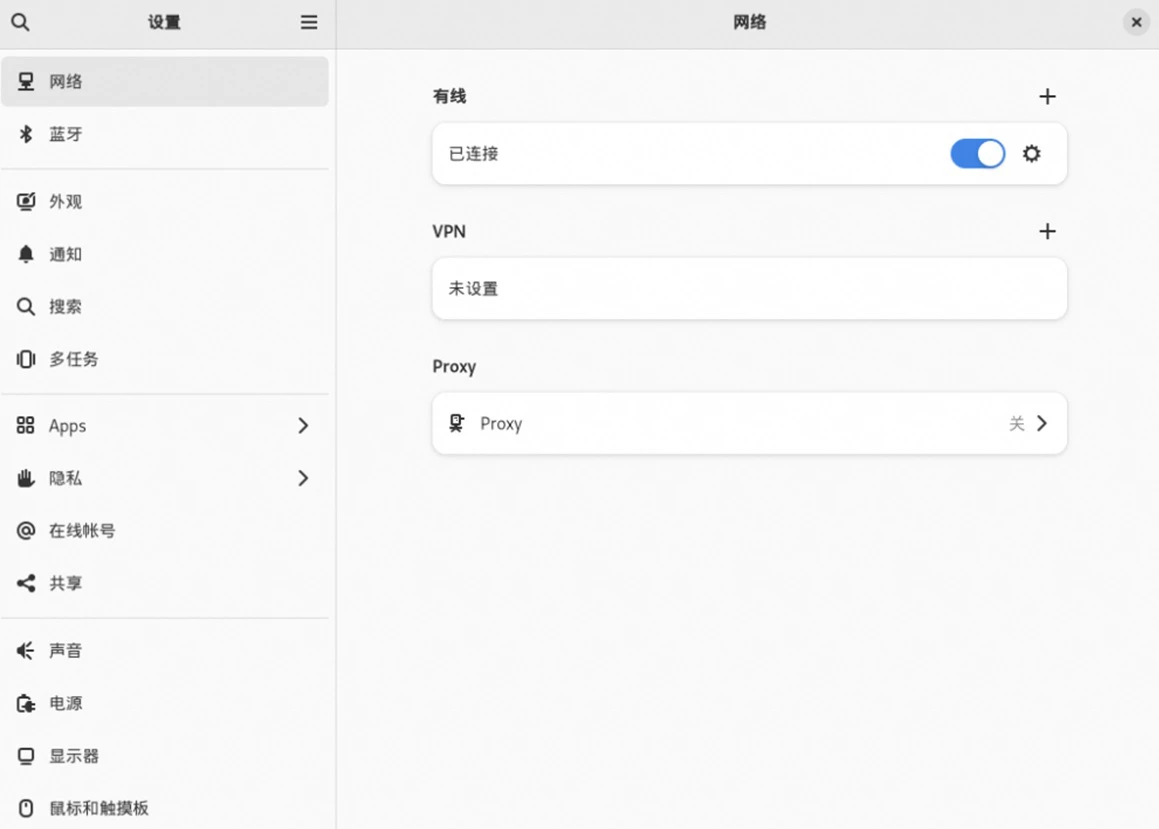 设置
网络
网络
蓝牙
外观
通知
搜索
多任务
Apps
隐私
在线帐号
共享
声音
电源
显示器
鼠标和触摸板
有线
已连接
VPN
未设置
Proxy
Proxy 关